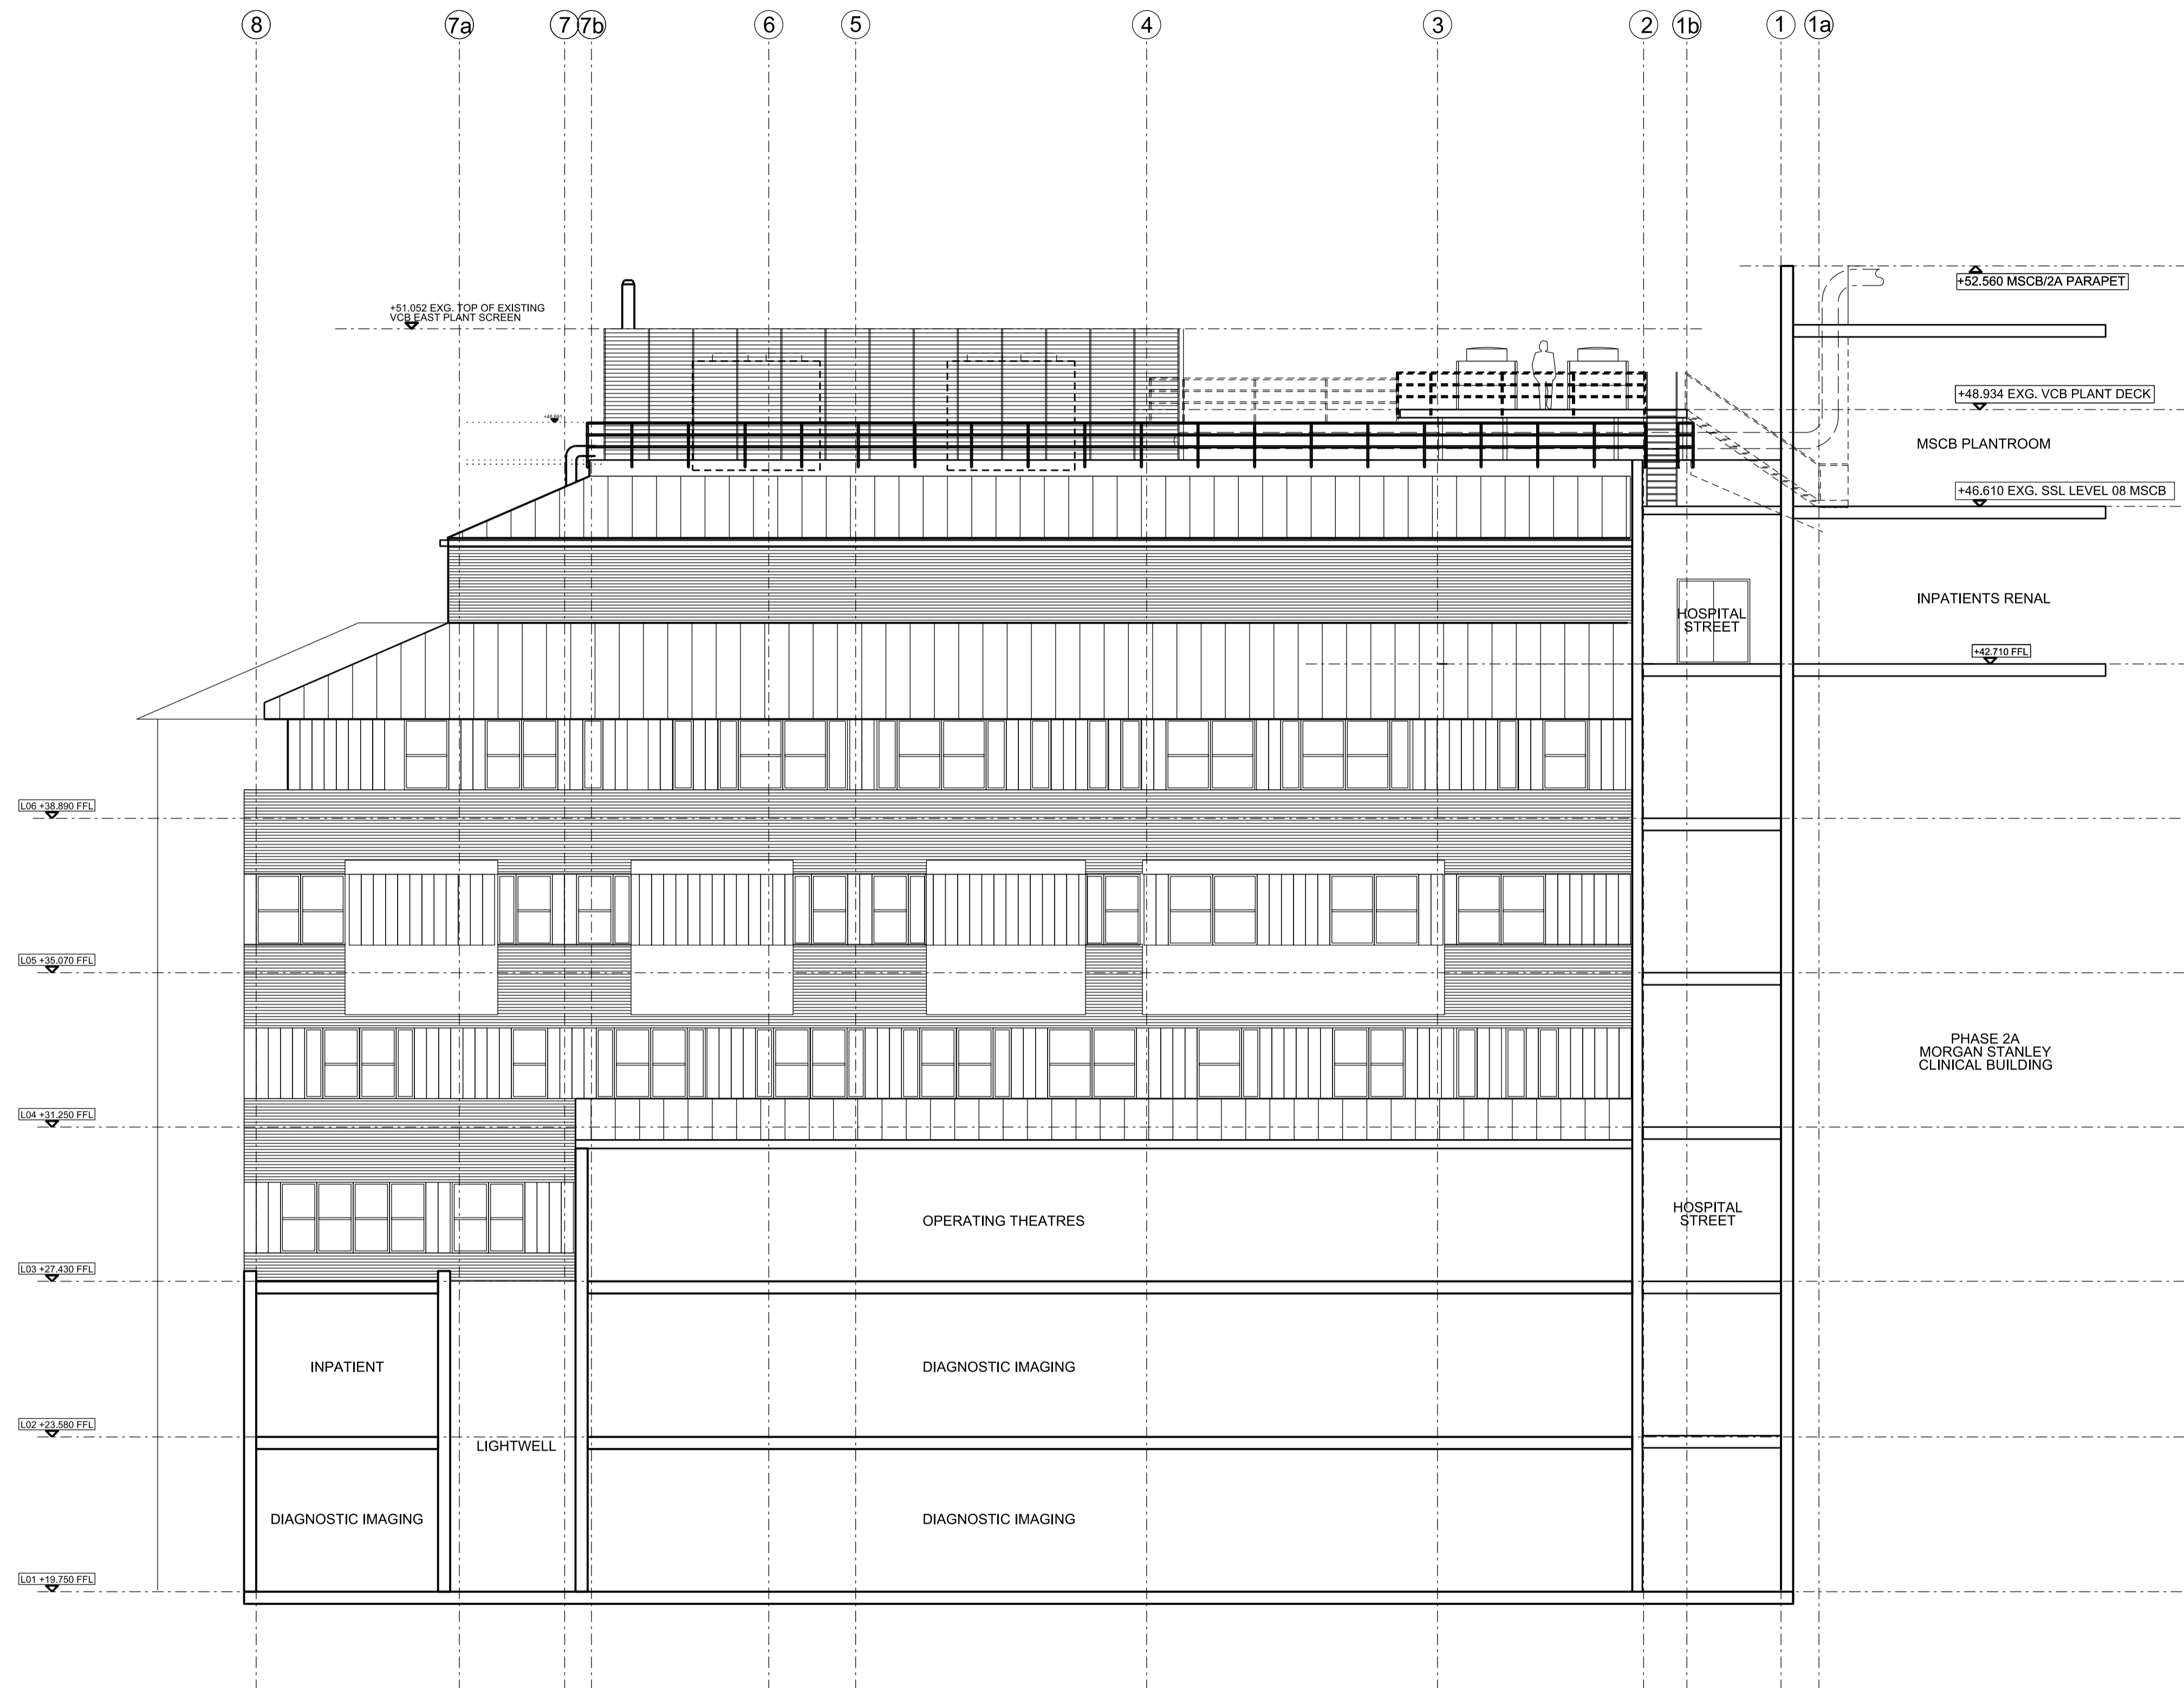 8
7a
7
7b
6
5
4
3
2
1b
1
1a
+52.560 MSCB/2A PARAPET
+51.052 EXG. TOP OF EXISTING
VCB EAST PLANT SCREEN
+48.934 EXG. VCB PLANT DECK
MSCB PLANTROOM
+46.610 EXG. SSL LEVEL 08 MSCB
INPATIENTS RENAL
HOSPITAL
STREET
+42.710 FFL
L06 +38.890 FFL
L05 +35.070 FFL
PHASE 2A
MORGAN STANLEY
CLINICAL BUILDING
L04 +31.250 FFL
OPERATING THEATRES
HOSPITAL
STREET
L03 +27.430 FFL
INPATIENT
DIAGNOSTIC IMAGING
L02 +23.580 FFL
LIGHTWELL
DIAGNOSTIC IMAGING
DIAGNOSTIC IMAGING
L01 +19.750 FFL